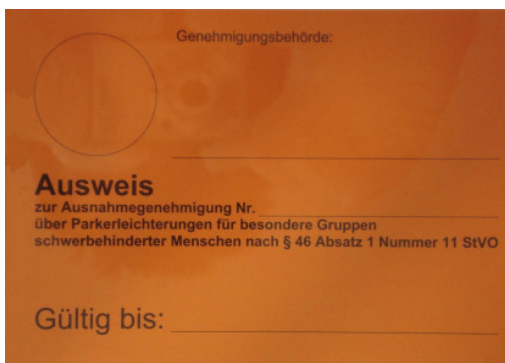 Genehmigungsbehörde:
Ausweis
zur Ausnahmegenehmigung Nr.
über Parkerleichterungen für besondere Gruppen
schwerbehinderter Menschen nach § 46 Absatz 1 Nummer 11 StVO
Gültig bis: